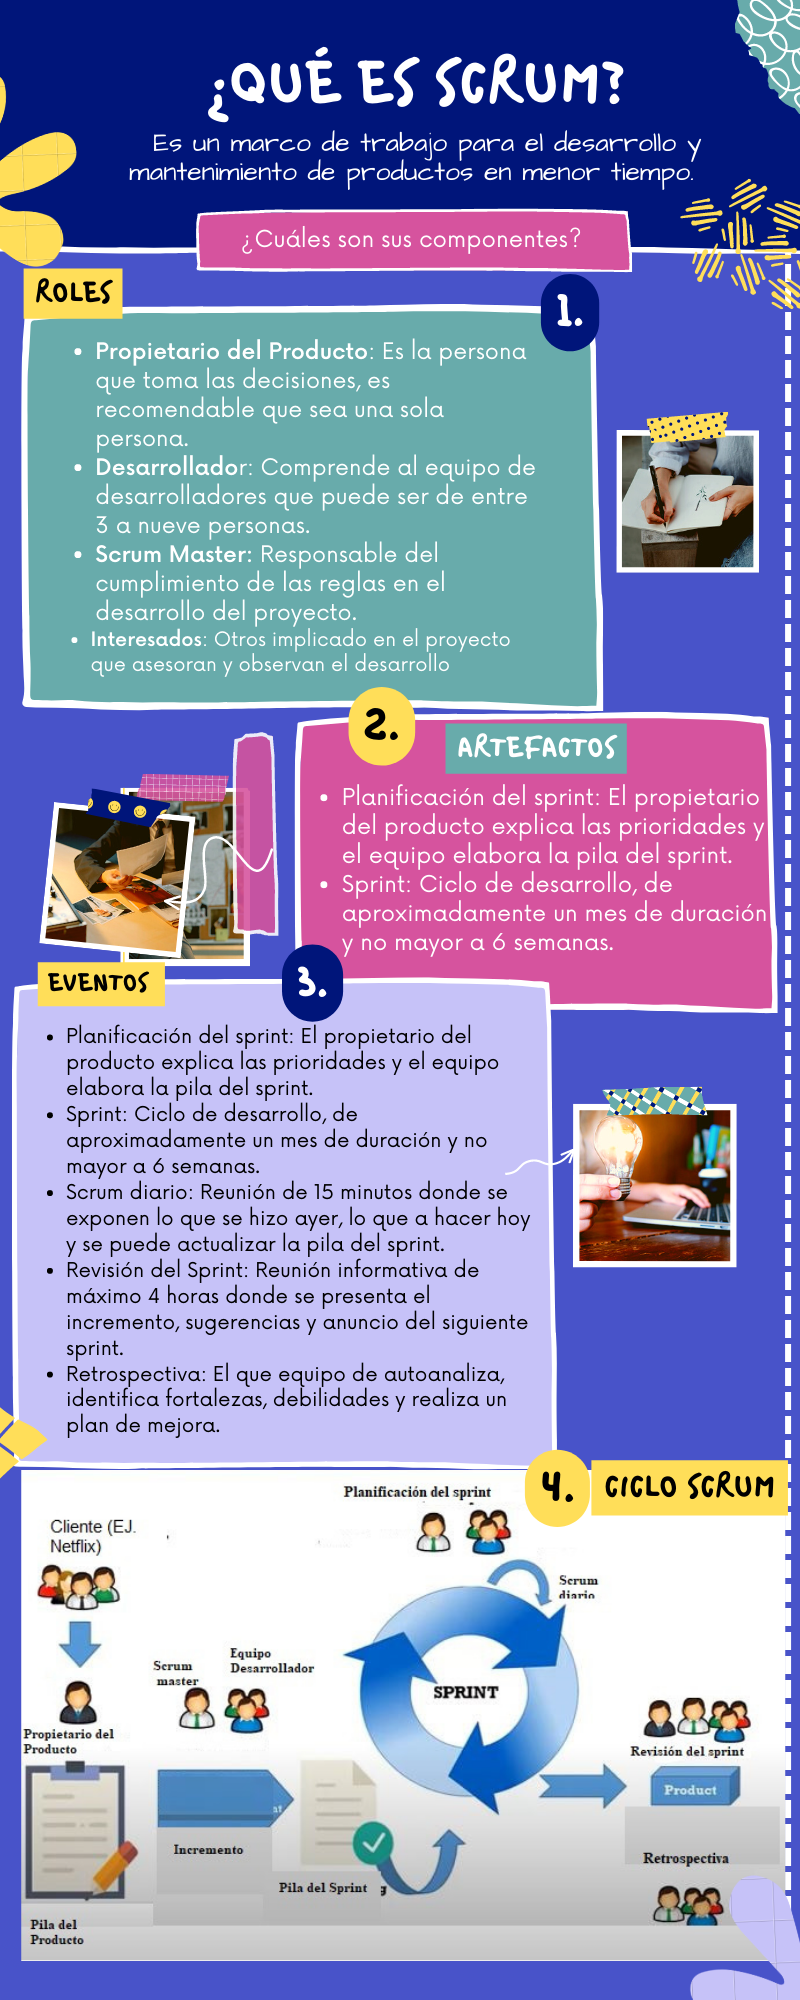 ¿QUÉ ES SCRUM?
Es un marco de trabajo para el desarrollo y
mantenimiento de productos en menor tiempo.
¿Cuáles son sus componentes?
ROLES
1.
• Propietario del Producto: Es la persona
que toma las decisiones, es
recomendable que sea una sola
persona.
• Desarrollador: Comprende al equipo de
desarrolladores que puede ser de entre
3 a nueve personas.
• Scrum Master: Responsable del
cumplimiento de las reglas en el
desarrollo del proyecto.
• Interesados: Otros implicado en el proyecto
que asesoran y observan el desarrollo
2.
ARTEFACTOS
• Planificación del sprint: El propietario
del producto explica las prioridades y
el equipo elabora la pila del sprint.
• Sprint: Ciclo de desarrollo, de
aproximadamente un mes de duración
y no mayor a 6 semanas.
EVENTOS
3.
• Planificación del sprint: El propietario del
producto explica las prioridades y el equipo
elabora la pila del sprint.
• Sprint: Ciclo de desarrollo, de
aproximadamente un mes de duración y no
mayor a 6 semanas.
• Scrum diario: Reunión de 15 minutos donde se
exponen lo que se hizo ayer, lo que a hacer hoy
y se puede actualizar la pila del sprint.
• Revisión del Sprint: Reunión informativa de
máximo 4 horas donde se presenta el
incremento, sugerencias y anuncio del siguiente
sprint.
• Retrospectiva: El que equipo de autoanaliza,
identifica fortalezas, debilidades y realiza un
plan de mejora.
4.
CICLO SCRUM
Planificación del sprint
Cliente (EJ.
Netflix)
Scrum
diario
Scrum
master
Equipo
Desarrollador
SPRINT
Propietario del
Producto
Revisión del sprint
Product
Incremento
Retrospectiva
Pila del Sprint
Pila del
Producto